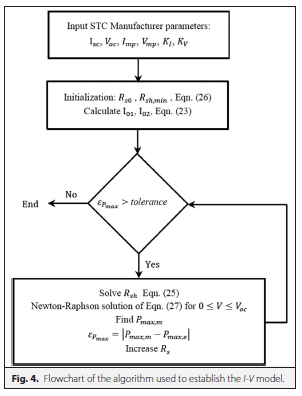 Input STC Manufacturer parameters:
I_sc, V_oc, I_mp, V_mp, K_I, K_V
Initialization: R_s0 , R_sh,min , Eqn. (26)
Calculate I_01, I_02, Eqn. (23)
No
End
ε_Pmax > tolerance
Yes
Solve R_sh Eqn. (25)
Newton-Raphson solution of Eqn. (27) for 0 ≤ V ≤ V_oc
Find P_max,m
ε_Pmax = |P_max,m − P_max,e|
Increase R_s
Fig. 4. Flowchart of the algorithm used to establish the I-V model.